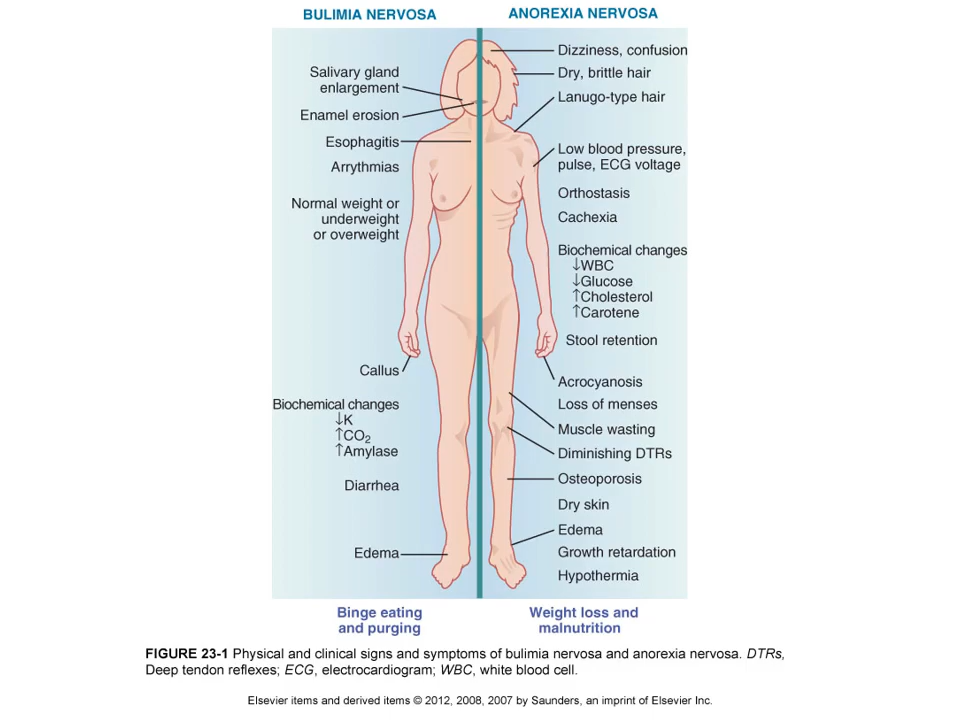 BULIMIA NERVOSA
ANOREXIA NERVOSA
Salivary gland
enlargement
Enamel erosion
Esophagitis
Arrythmias
Normal weight or
underweight
or overweight
Callus
Biochemical changes
↓K
↑CO₂
↑Amylase
Diarrhea
Edema
Dizziness, confusion
Dry, brittle hair
Lanugo-type hair
Low blood pressure,
pulse, ECG voltage
Orthostasis
Cachexia
Biochemical changes
↓WBC
↓Glucose
↑Cholesterol
↑Carotene
Stool retention
Acrocyanosis
Loss of menses
Muscle wasting
Diminishing DTRs
Osteoporosis
Dry skin
Edema
Growth retardation
Hypothermia
Binge eating
and purging
Weight loss and
malnutrition
FIGURE 23-1 Physical and clinical signs and symptoms of bulimia nervosa and anorexia nervosa. DTRs,
Deep tendon reflexes; ECG, electrocardiogram; WBC, white blood cell.
Elsevier items and derived items © 2012, 2008, 2007 by Saunders, an imprint of Elsevier Inc.